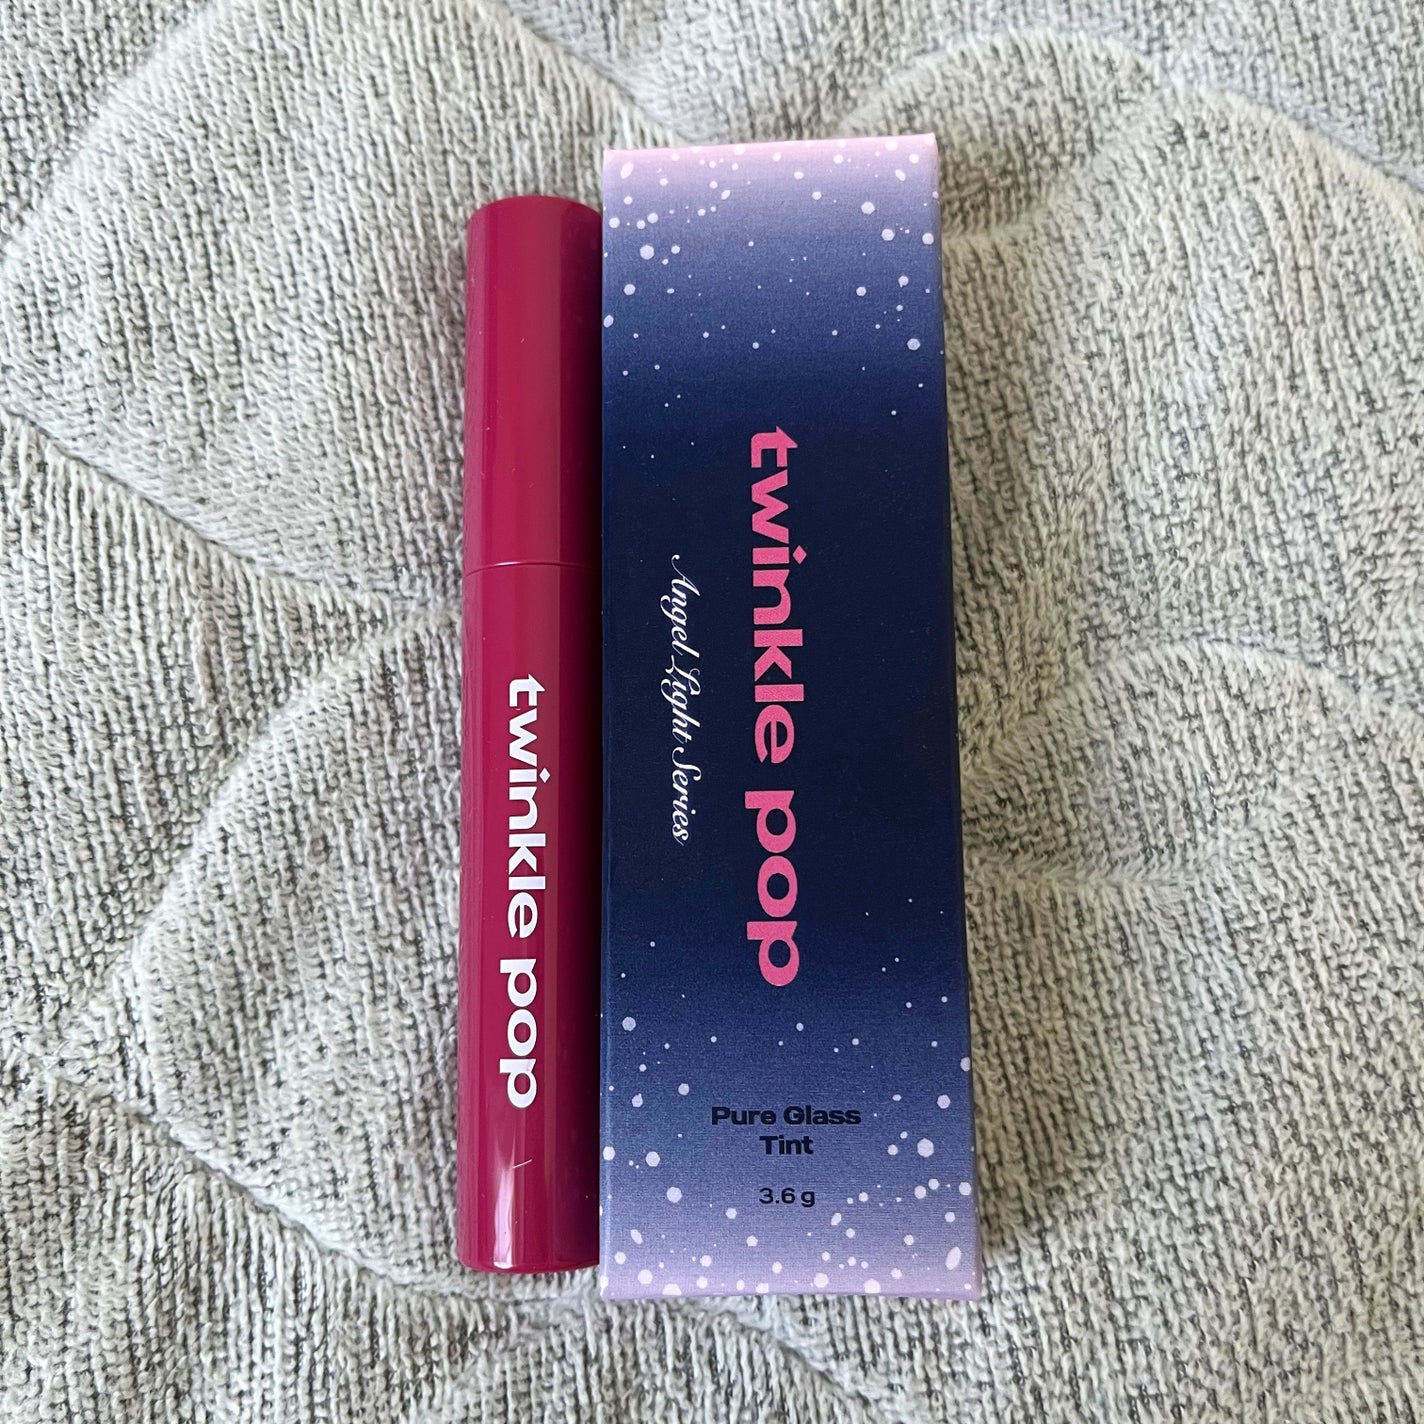 twinkle pop
twinkle pop
Angel Light Series
Pure Glass
Tint
3.6 g